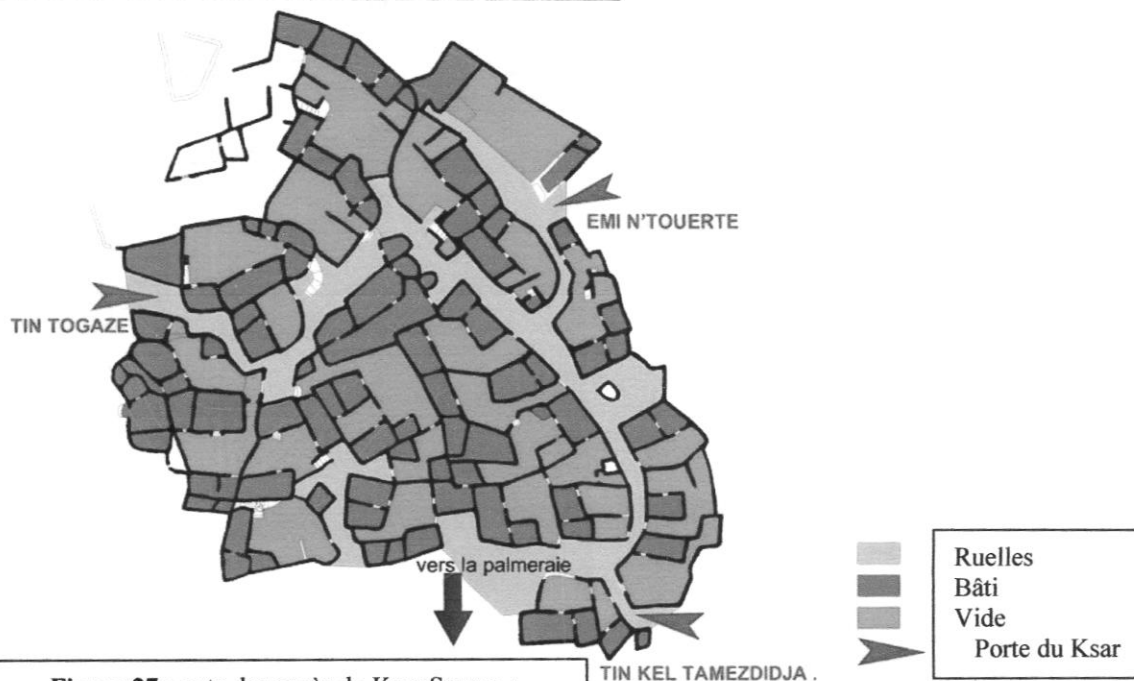 EMI N'TOUERTE
TIN TOGAZE
vers la palmeraie
TIN KEL TAMEZDIDJA .
Ruelles
Bâti
Vide
Porte du Ksar